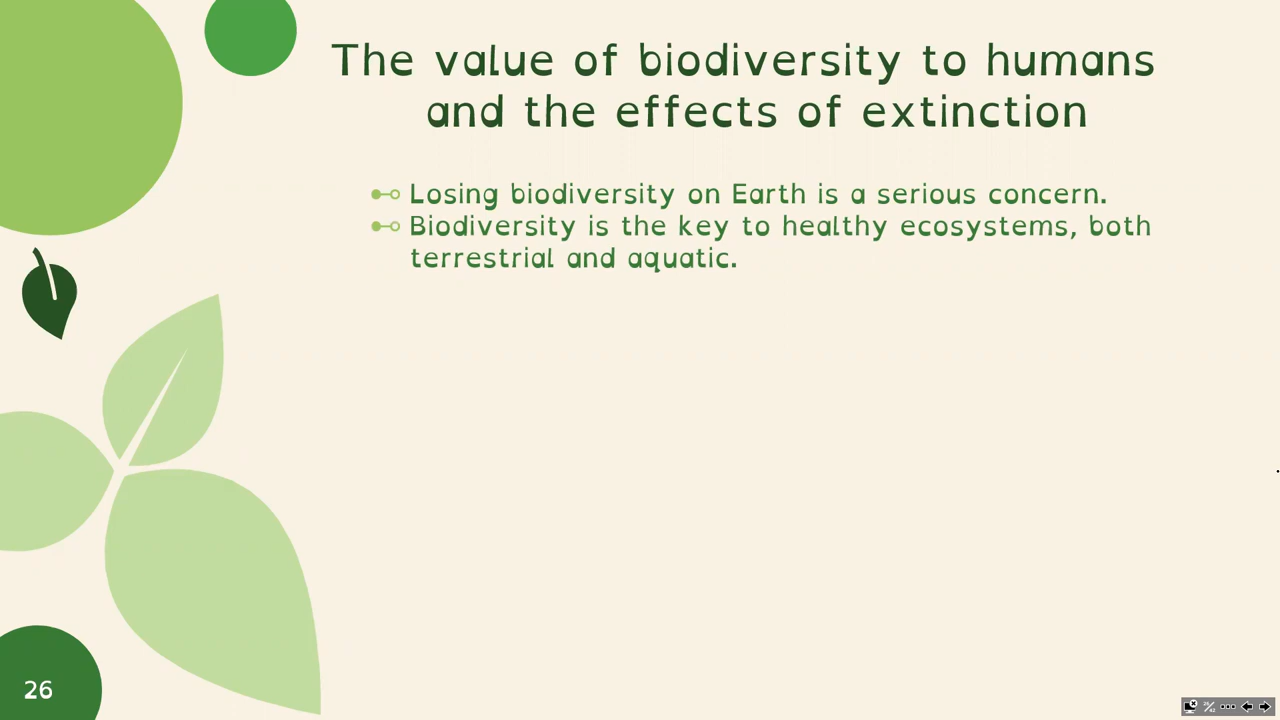 The value of biodiversity to humans
and the effects of extinction
Losing biodiversity on Earth is a serious concern.
Biodiversity is the key to healthy ecosystems, both
terrestrial and aquatic.
26